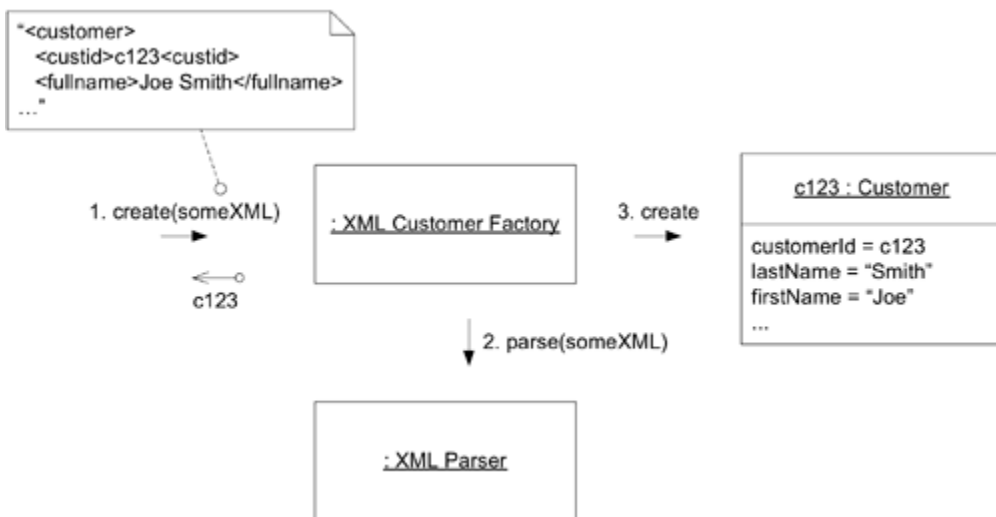 “<customer>
<custid>c123<custid>
<fullname>Joe Smith</fullname>
…”
1. create(someXML)
c123
: XML Customer Factory
3. create
c123 : Customer
customerId = c123
lastName = “Smith”
firstName = “Joe”
...
2. parse(someXML)
: XML Parser